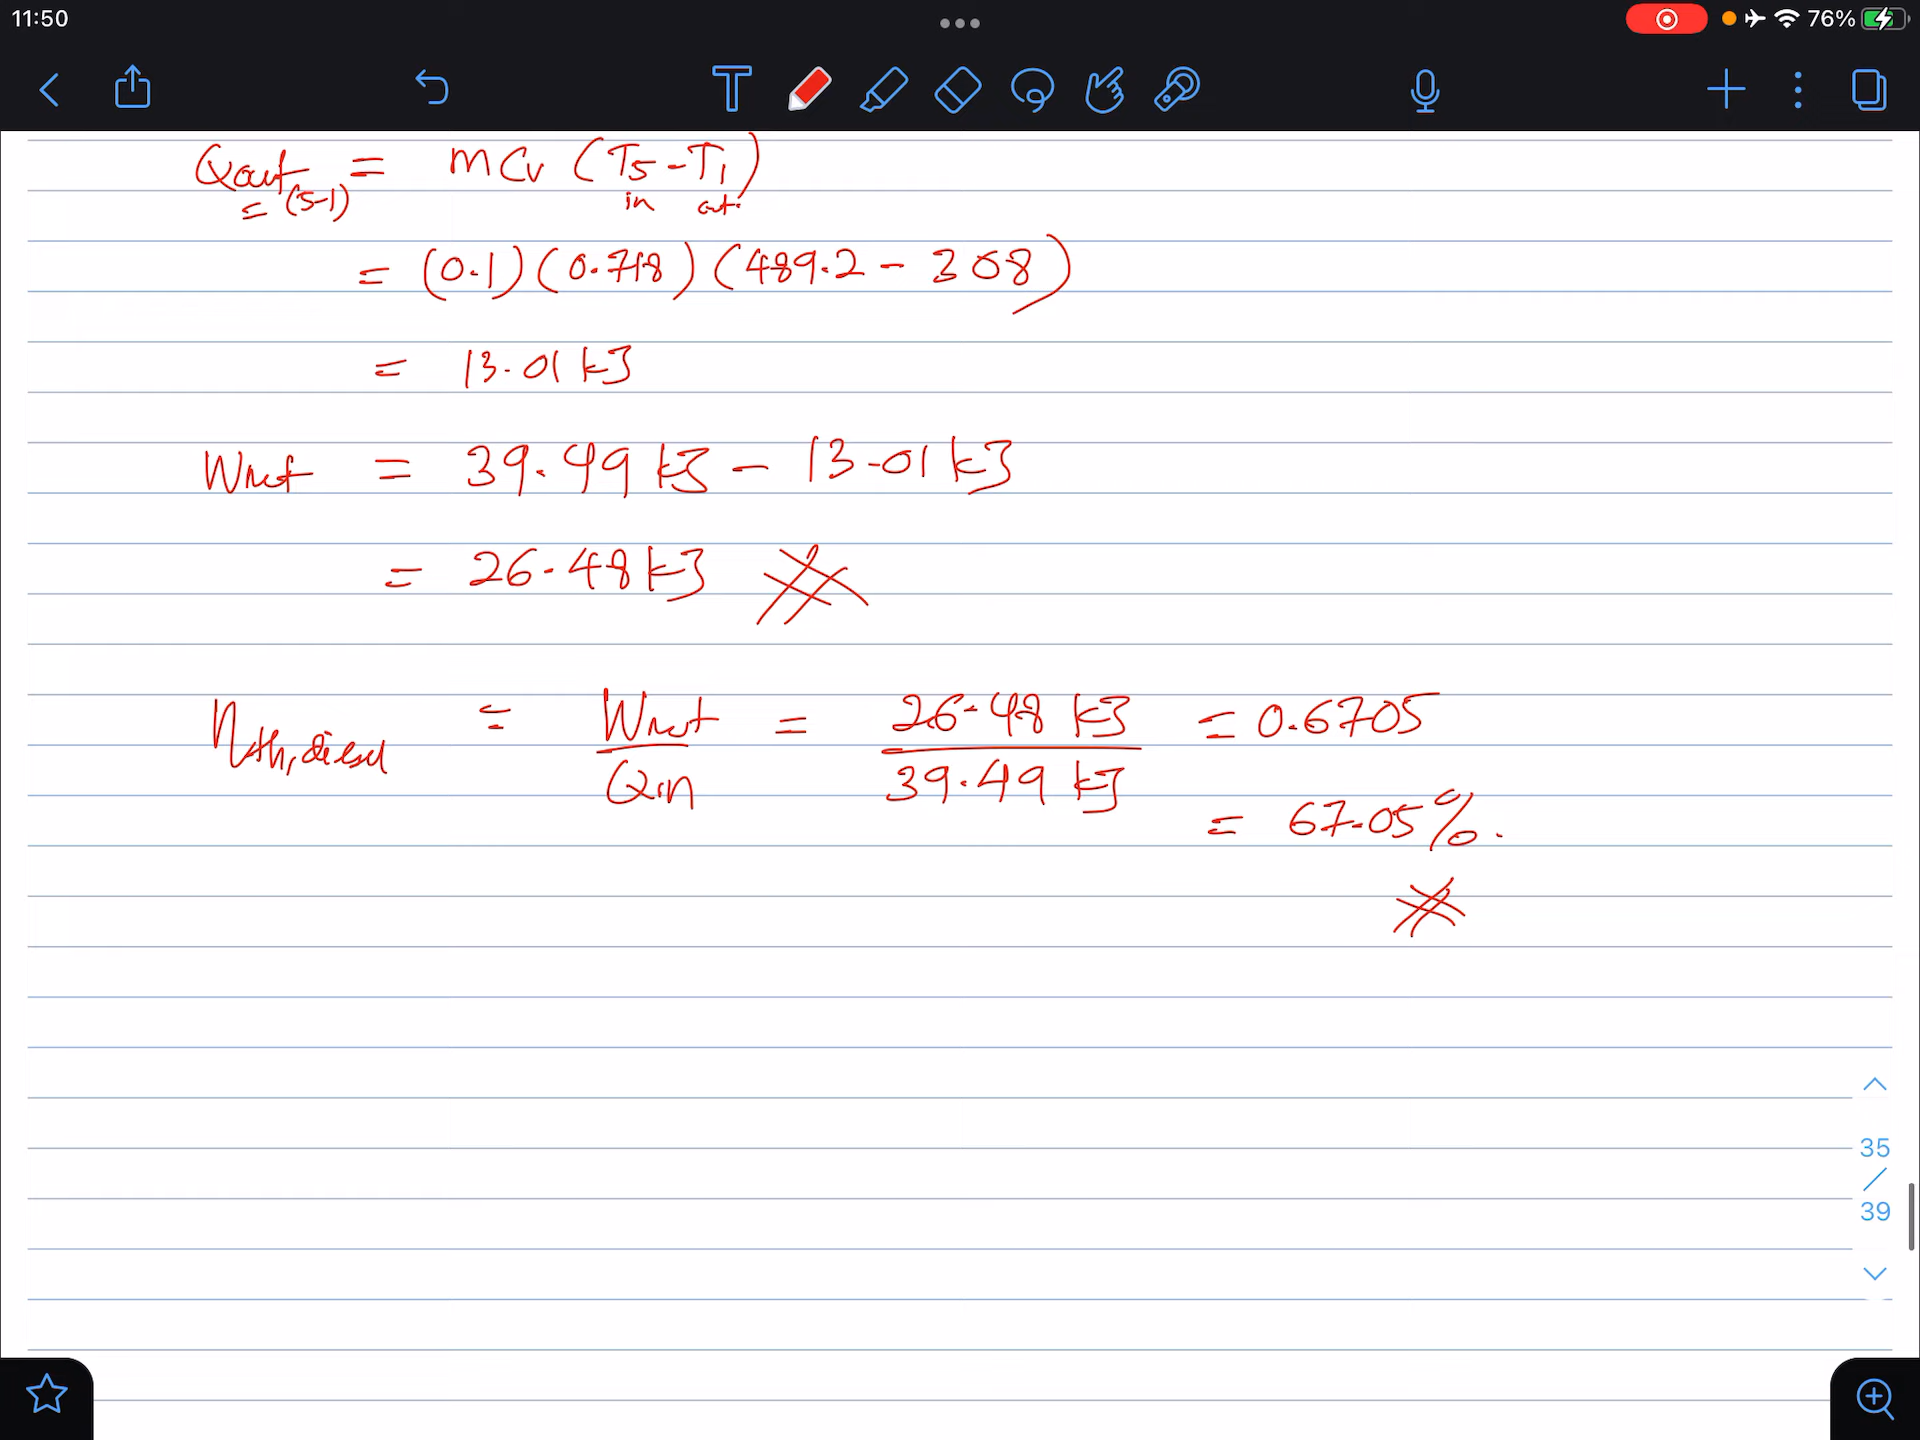 11:50
76%
Qout = mCv (T5-T1)
= (5-1) in out.
= (0.1)(0.718)(489.2 - 308)
= 13.01 kJ
Wnet = 39.49 kJ - 13.01 kJ
= 26.48 kJ
ηth,diesel = Wnet / Qin = 26.48 kJ / 39.49 kJ = 0.6705
= 67.05%.
35
/
39